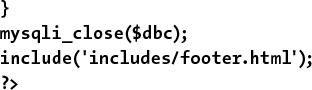 }
mysqli_close($dbc);
include('includes/footer.html');
?>